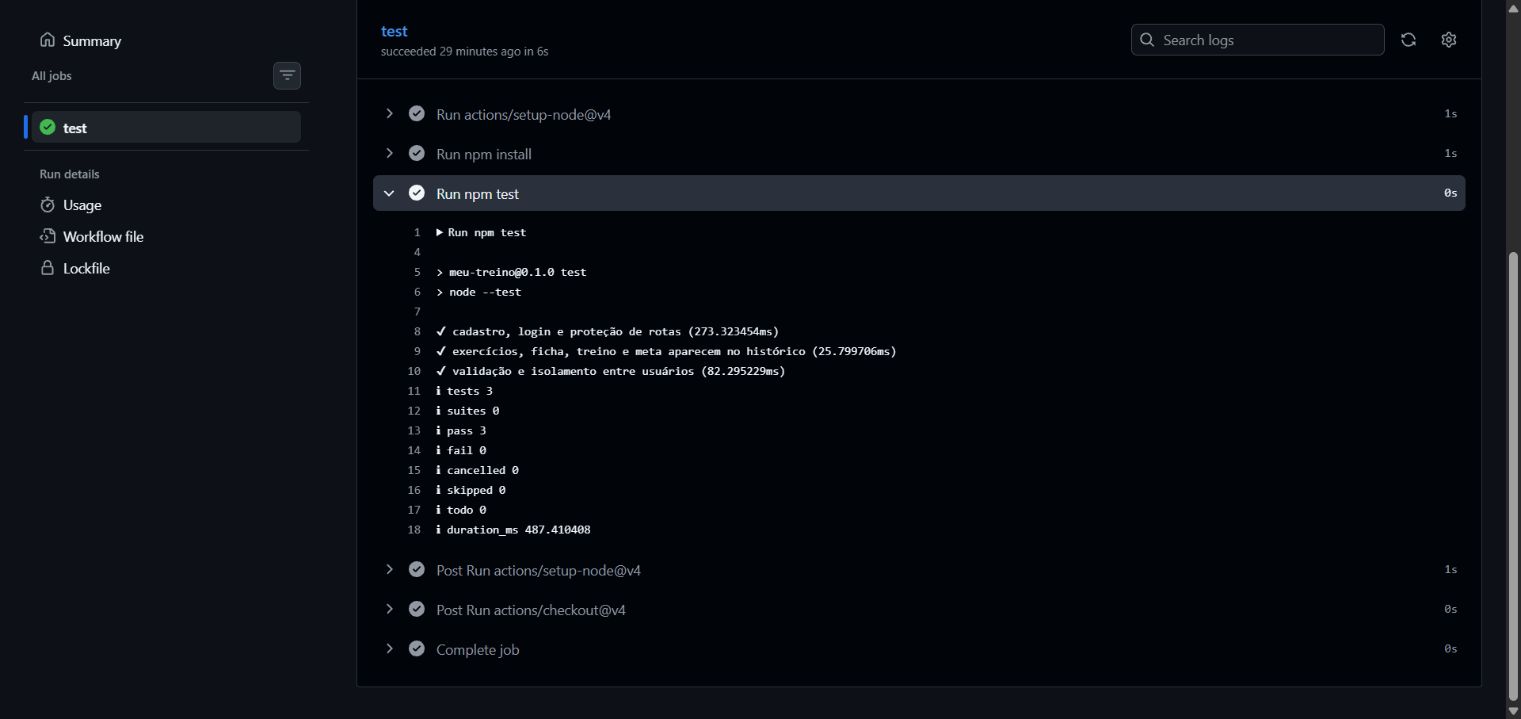 Summary
All jobs
test
Run details
Usage
Workflow file
Lockfile
test
succeeded 29 minutes ago in 6s
Search logs
Run actions/setup-node@v4 1s
Run npm install 1s
Run npm test 0s
1 Run npm test
4
5 > meu-treino@0.1.0 test
6 > node --test
7
8 ✔ cadastro, login e proteção de rotas (273.323454ms)
9 ✔ exercícios, ficha, treino e meta aparecem no histórico (25.799706ms)
10 ✔ validação e isolamento entre usuários (82.295229ms)
11 ℹ tests 3
12 ℹ suites 0
13 ℹ pass 3
14 ℹ fail 0
15 ℹ cancelled 0
16 ℹ skipped 0
17 ℹ todo 0
18 ℹ duration_ms 487.410408
Post Run actions/setup-node@v4 1s
Post Run actions/checkout@v4 0s
Complete job 0s